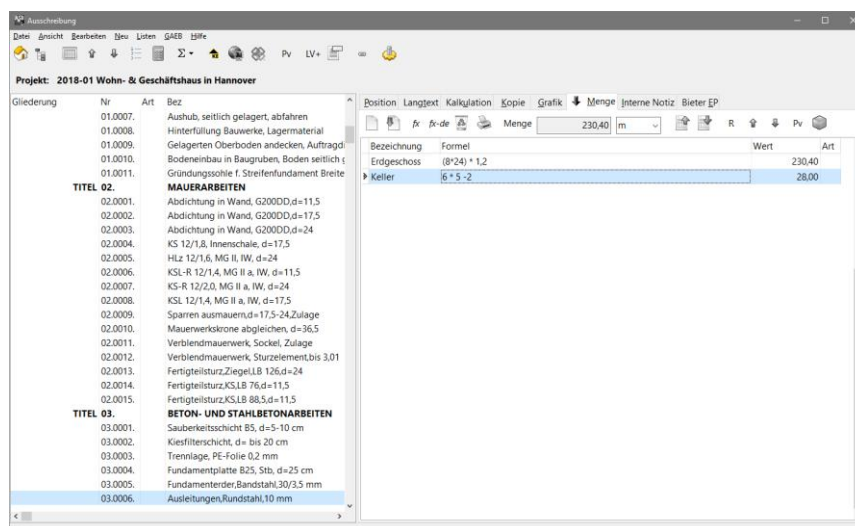 Ausschreibung
Datei Ansicht Bearbeiten Neu Listen GAEB Hilfe
Σ Pv LV+
Projekt: 2018-01 Wohn- & Geschäftshaus in Hannover
Gliederung Nr Art Bez
01.0007. Aushub, seitlich gelagert, abfahren
01.0008. Hinterfüllung Bauwerke, Lagermaterial
01.0009. Gelagerten Oberboden andecken, Auftragd
01.0010. Bodeneinbau in Baugruben, Boden seitlich g
01.0011. Gründungssohle f. Streifenfundament Breite
TITEL 02. MAUERARBEITEN
02.0001. Abdichtung in Wand, G200DD,d=11,5
02.0002. Abdichtung in Wand, G200DD,d=17,5
02.0003. Abdichtung in Wand, G200DD,d=24
02.0004. KS 12/1,8, Innenschale, d=17,5
02.0005. HLz 12/1,6, MG II, IW, d=24
02.0006. KSL-R 12/1,4, MG II a, IW, d=11,5
02.0007. KS-R 12/2,0, MG II a, IW, d=24
02.0008. KSL 12/1,4, MG II a, IW, d=17,5
02.0009. Sparren ausmauern,d=17,5-24,Zulage
02.0010. Mauerwerkskrone abgleichen, d=36,5
02.0011. Verblendmauerwerk, Sockel, Zulage
02.0012. Verblendmauerwerk, Sturzelement,bis 3,01
02.0013. Fertigteilsturz,Ziegel,LB 126,d=24
02.0014. Fertigteilsturz,KS,LB 76,d=11,5
02.0015. Fertigteilsturz,KS,LB 88,5,d=11,5
TITEL 03. BETON- UND STAHLBETONARBEITEN
03.0001. Sauberkeitsschicht B5, d=5-10 cm
03.0002. Kiesfilterschicht, d= bis 20 cm
03.0003. Trennlage, PE-Folie 0,2 mm
03.0004. Fundamentplatte B25, Stb, d=25 cm
03.0005. Fundamenterder,Bandstahl,30/3,5 mm
03.0006. Ausleitungen,Rundstahl,10 mm
Position Langtext Kalkulation Kopie Grafik Menge Interne Notiz Bieter EP
fx fx-de Menge 230,40 m R Pv
Bezeichnung Formel Wert Art
Erdgeschoss (8*24) * 1,2 230,40
Keller 6 * 5 -2 28,00